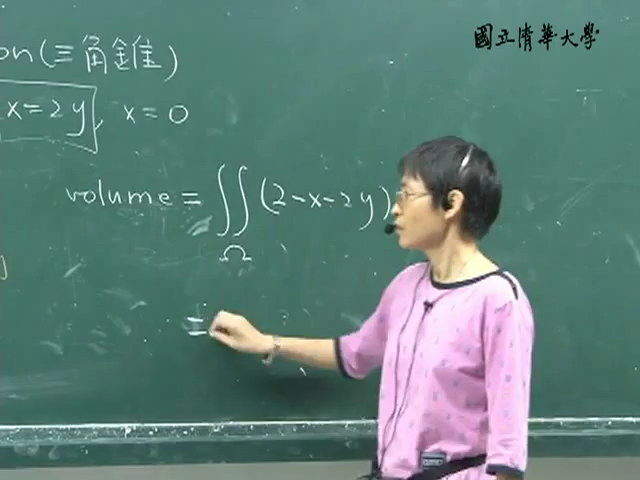 國立清華大學
on(三角錐)
x=2y, x=0
volume = ∬(2-x-2y)
Ω
=